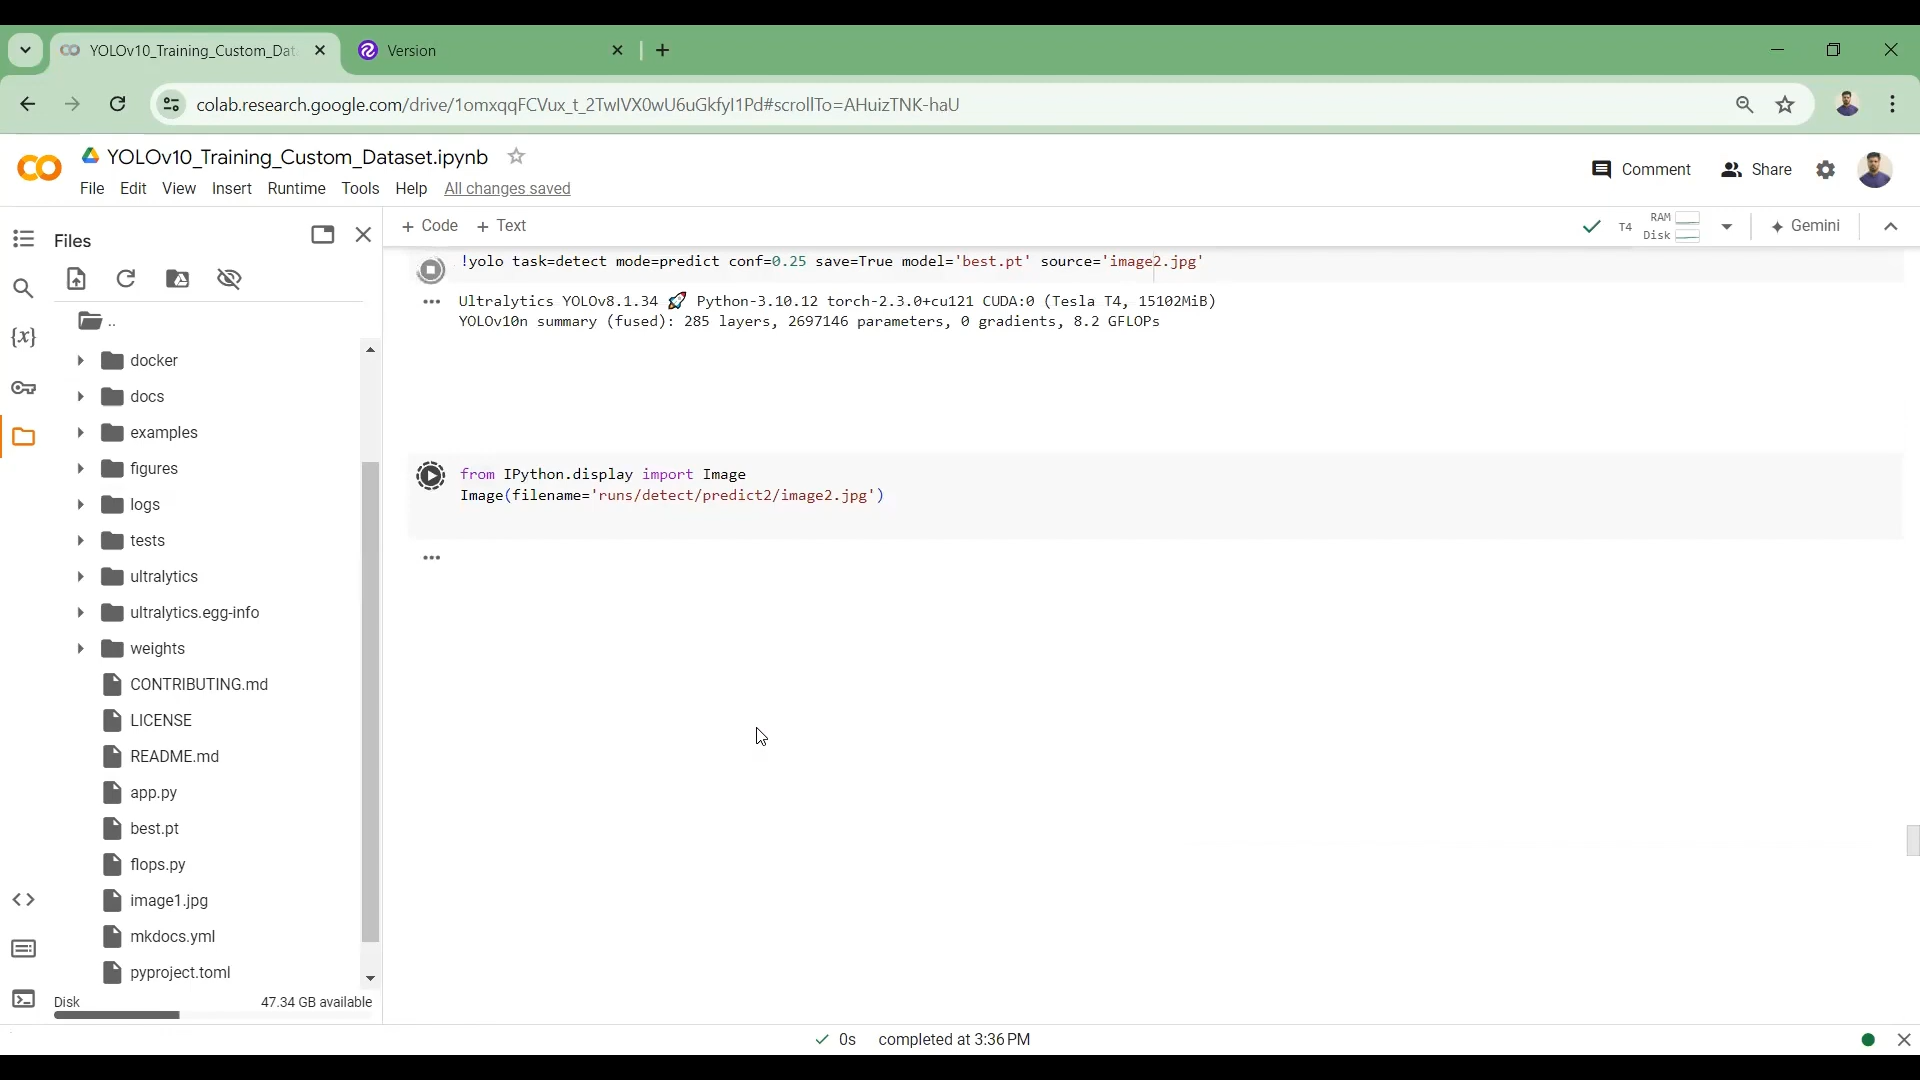 YOLOv10_Training_Custom_Dat
Version
colab.research.google.com/drive/1omxqqFCVux_t_2TwIVX0wU6uGkfyI1Pd#scrollTo=AHuizTNK-haU
YOLOv10_Training_Custom_Dataset.ipynb
Comment
Share
File Edit View Insert Runtime Tools Help All changes saved
Files
+ Code + Text
T4
RAM
Disk
Gemini
..
docker
docs
examples
figures
logs
tests
ultralytics
ultralytics.egg-info
weights
CONTRIBUTING.md
LICENSE
README.md
app.py
best.pt
flops.py
image1.jpg
mkdocs.yml
pyproject.toml
Disk 47.34 GB available
{x}
!yolo task=detect mode=predict conf=0.25 save=True model='best.pt' source='image2.jpg'
Ultralytics YOLOv8.1.34 🚀 Python-3.10.12 torch-2.3.0+cu121 CUDA:0 (Tesla T4, 15102MiB)
YOLOv10n summary (fused): 285 layers, 2697146 parameters, 0 gradients, 8.2 GFLOPs
from IPython.display import Image
Image(filename='runs/detect/predict2/image2.jpg')
0s completed at 3:36 PM